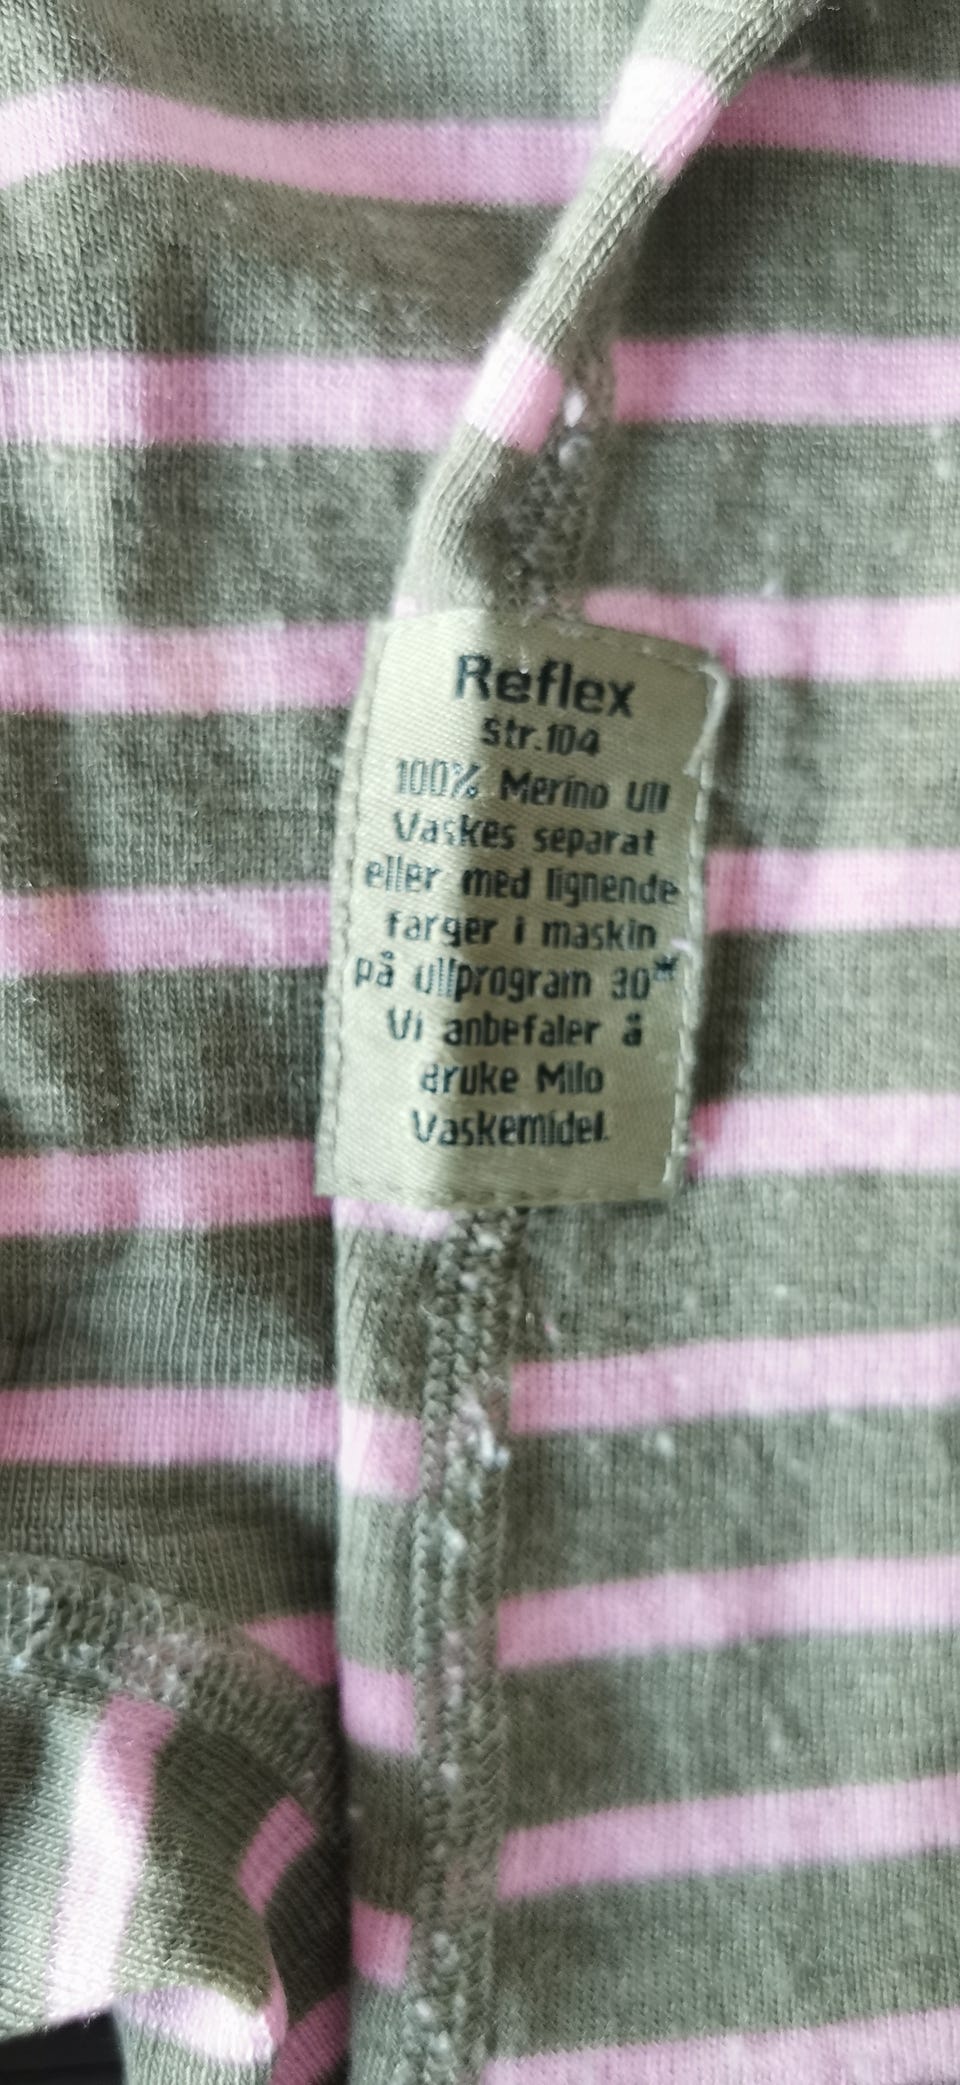 Reflex
Str.104
100% Merino Ull
Vaskes separat
eller med lignende
farger i maskin
på ullprogram 30*
Vi anbefaler å
Bruke Milo
Vaskemidel.